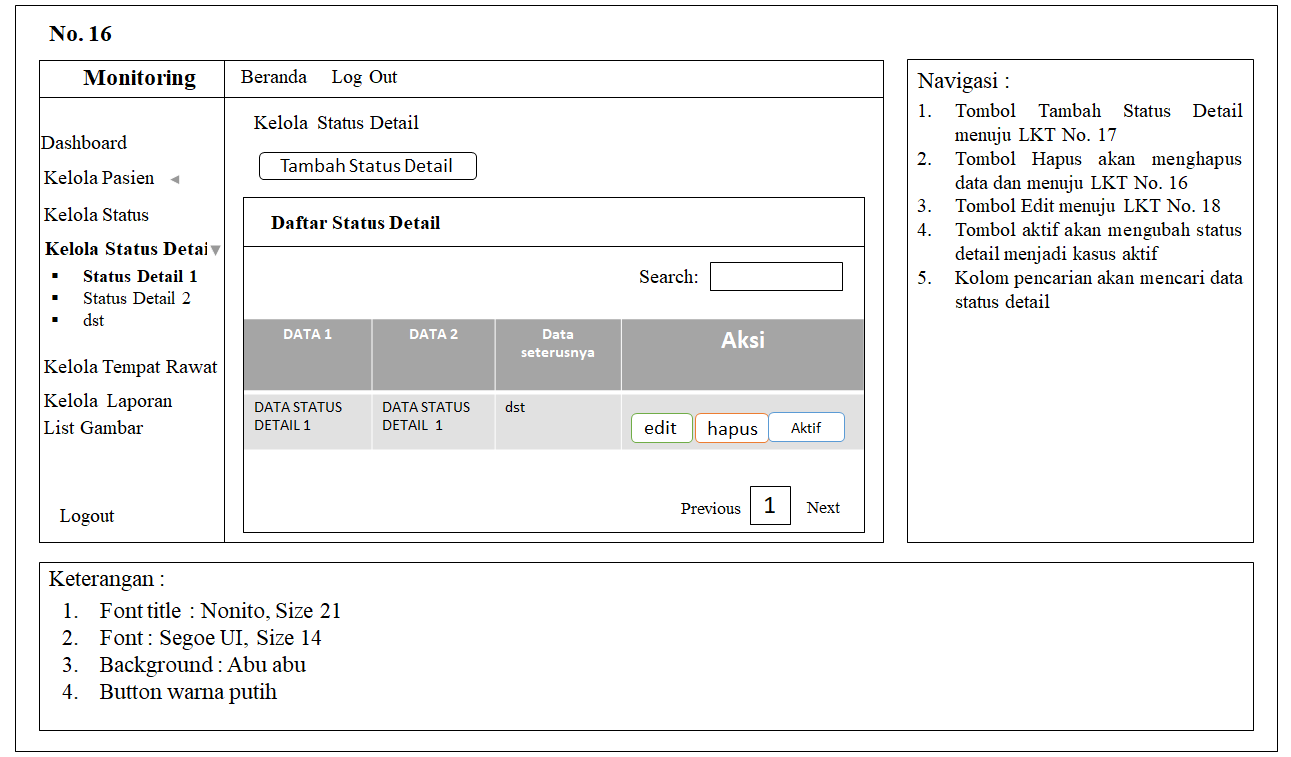 No. 16
Monitoring
Beranda Log Out
Dashboard
Kelola Pasien
Kelola Status
Kelola Status Detai
Status Detail 1
Status Detail 2
dst
Kelola Tempat Rawat
Kelola Laporan
List Gambar
Logout
Kelola Status Detail
Tambah Status Detail
Daftar Status Detail
Search:
DATA 1 DATA 2 Data Aksi
seterusnya
DATA STATUS DATA STATUS dst
DETAIL 1 DETAIL 1
edit hapus Aktif
Previous 1 Next
Navigasi :
1. Tombol Tambah Status Detail
menuju LKT No. 17
2. Tombol Hapus akan menghapus
data dan menuju LKT No. 16
3. Tombol Edit menuju LKT No. 18
4. Tombol aktif akan mengubah status
detail menjadi kasus aktif
5. Kolom pencarian akan mencari data
status detail
Keterangan :
1. Font title : Nonito, Size 21
2. Font : Segoe UI, Size 14
3. Background : Abu abu
4. Button warna putih